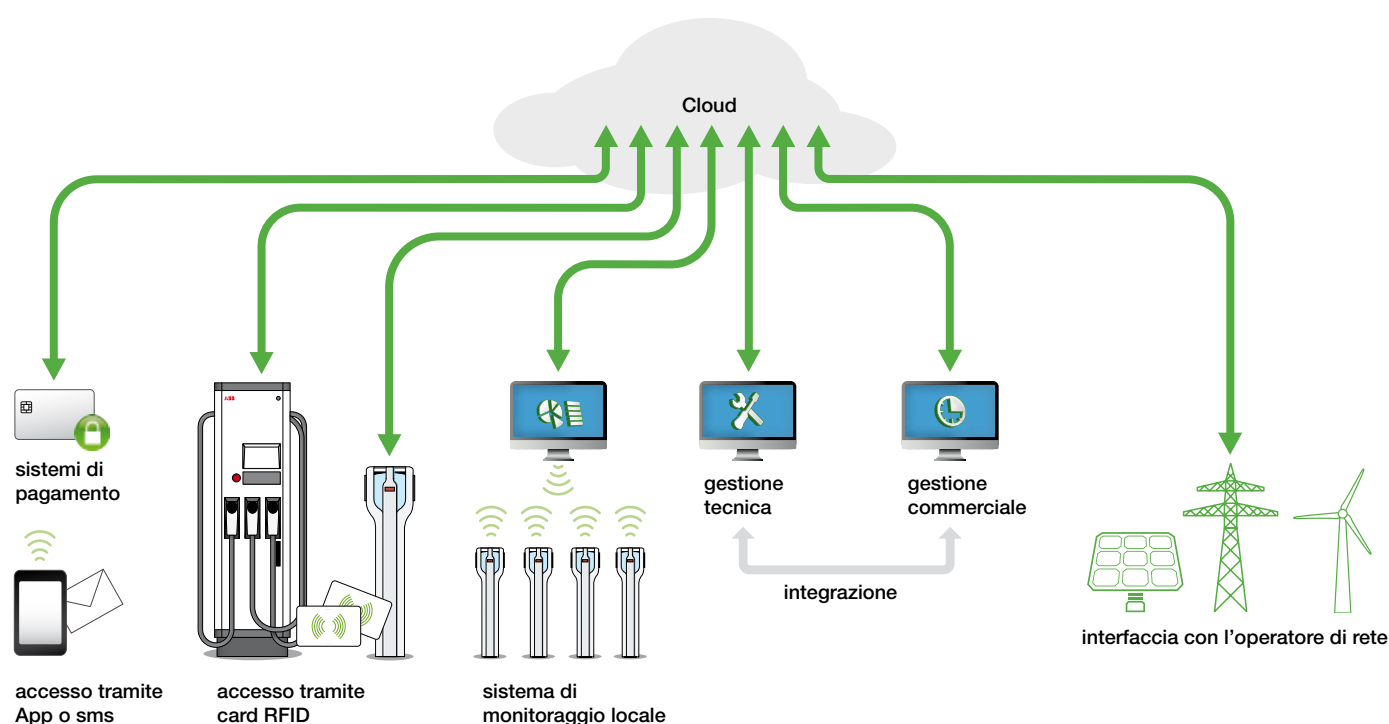 Cloud
ABB
sistemi di
pagamento
gestione
tecnica
gestione
commerciale
integrazione
interfaccia con l'operatore di rete
accesso tramite
App o sms
accesso tramite
card RFID
sistema di
monitoraggio locale